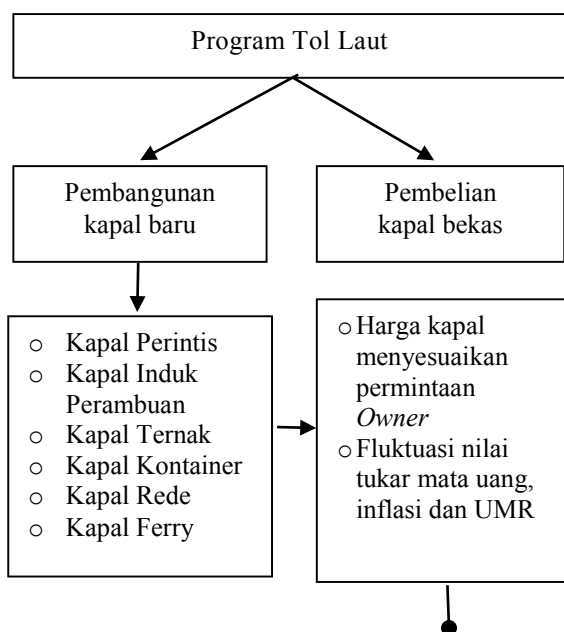 Program Tol Laut
Pembangunan
kapal baru
Pembelian
kapal bekas
o Kapal Perintis
o Kapal Induk
Perambuan
o Kapal Ternak
o Kapal Kontainer
o Kapal Rede
o Kapal Ferry
o Harga kapal
menyesuaikan
permintaan
Owner
o Fluktuasi nilai
tukar mata uang,
inflasi dan UMR